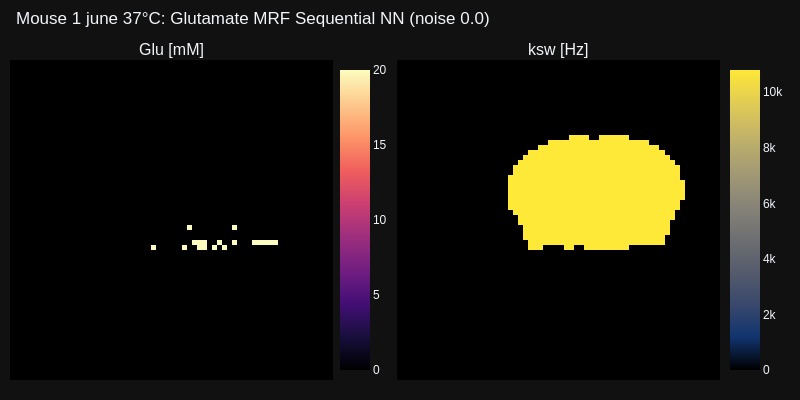 Mouse 1 june 37°C: Glutamate MRF Sequential NN (noise 0.0)
Glu [mM]
ksw [Hz]
20
15
10
5
0
10k
8k
6k
4k
2k
0